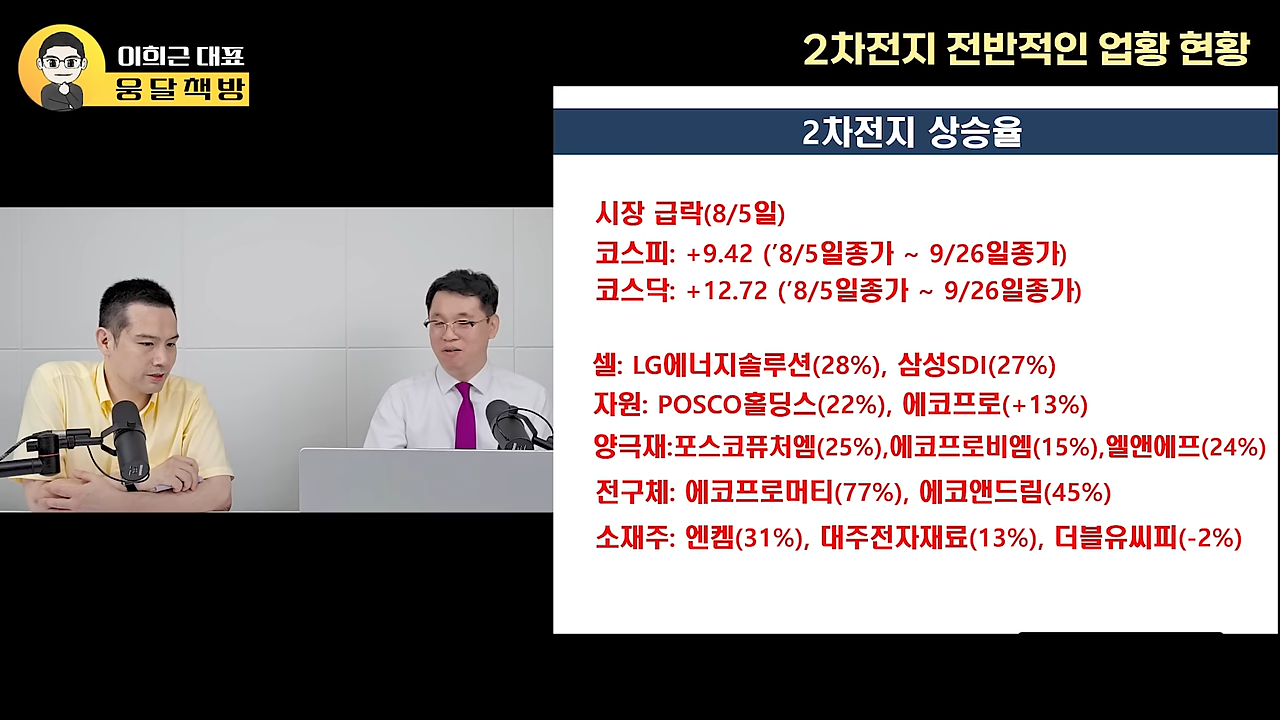 이희근 대표
웅달책방
2차전지 전반적인 업황 현황
2차전지 상승율
시장 급락(8/5일)
코스피: +9.42 (’8/5일종가 ~ 9/26일종가)
코스닥: +12.72 (‘8/5일종가 ~ 9/26일종가)
셀: LG에너지솔루션(28%), 삼성SDI(27%)
자원: POSCO홀딩스(22%), 에코프로(+13%)
양극재:포스코퓨처엠(25%),에코프로비엠(15%),엘앤에프(24%)
전구체: 에코프로머티(77%), 에코앤드림(45%)
소재주: 엔켐(31%), 대주전자재료(13%), 더블유씨피(-2%)